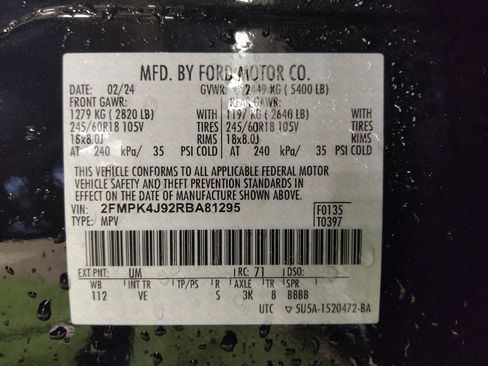 MFD. BY FORD MOTOR CO.
DATE: 02/24 GVWR: 2449 KG ( 5400 LB)
FRONT GAWR: REAR GAWR:
1279 KG ( 2820 LB) WITH 1197 KG ( 2640 LB) WITH
245/60R18 105V TIRES 245/60R18 105V TIRES
18x8.0J RIMS 18x8.0J RIMS
AT 240 kPa/ 35 PSI COLD AT 240 kPa/ 35 PSI COLD
THIS VEHICLE CONFORMS TO ALL APPLICABLE FEDERAL MOTOR
VEHICLE SAFETY AND THEFT PREVENTION STANDARDS IN
EFFECT ON THE DATE OF MANUFACTURE SHOWN ABOVE.
VIN: 2FMPK4J92RBA81295 F0135
TYPE: MPV T0397
EXT PNT: UM RC: 71 DSO:
WB INT TR TP/PS R AXLE TR SPR
112 VE S 3K 8 BBBB
UTC ▽ 5U5A-1520472-BA